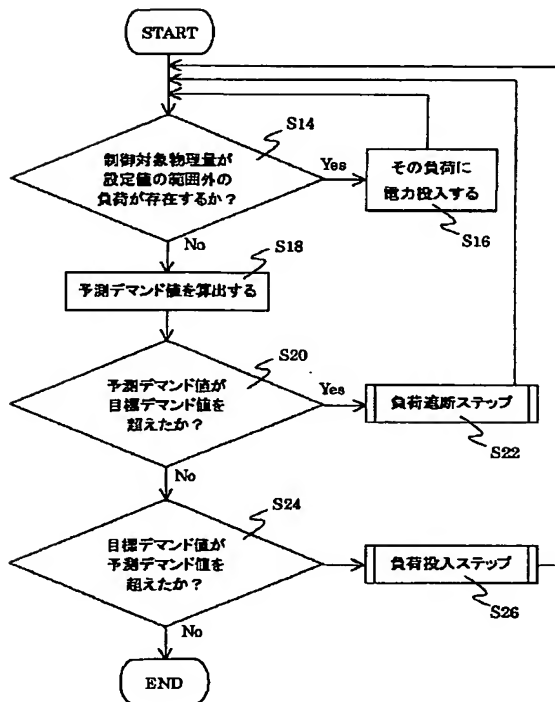 START
S14
制御対象物理量が
設定値の範囲外の
負荷が存在するか？
Yes
その負荷に
電力投入する
S16
No
S18
予測デマンド値を算出する
S20
予測デマンド値が
目標デマンド値を
超えたか？
Yes
負荷遮断ステップ
S22
No
S24
目標デマンド値が
予測デマンド値を
超えたか？
負荷投入ステップ
S26
No
END